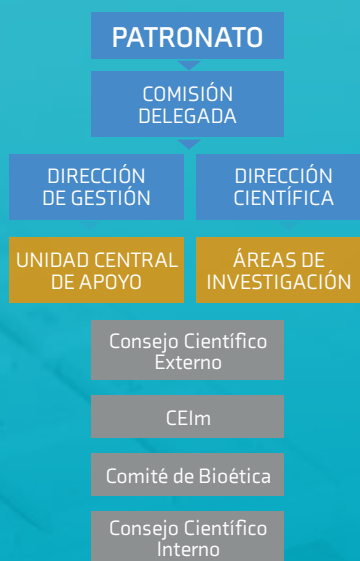 PATRONATO
COMISIÓN
DELEGADA
DIRECCIÓN
DE GESTIÓN
DIRECCIÓN
CIENTÍFICA
UNIDAD CENTRAL
DE APOYO
ÁREAS DE
INVESTIGACIÓN
Consejo Científico
Externo
CEIm
Comité de Bioética
Consejo Científico
Interno